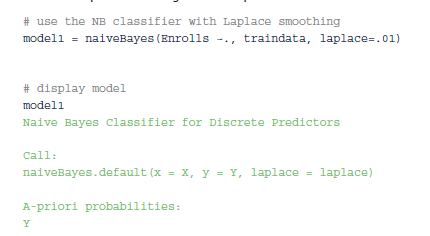 # use the NB classifier with Laplace smoothing
model1 = naiveBayes(Enrolls ~., traindata, laplace=.01)
# display model
model1
Naive Bayes Classifier for Discrete Predictors
Call:
naiveBayes.default(x = X, y = Y, laplace = laplace)
A-priori probabilities:
Y